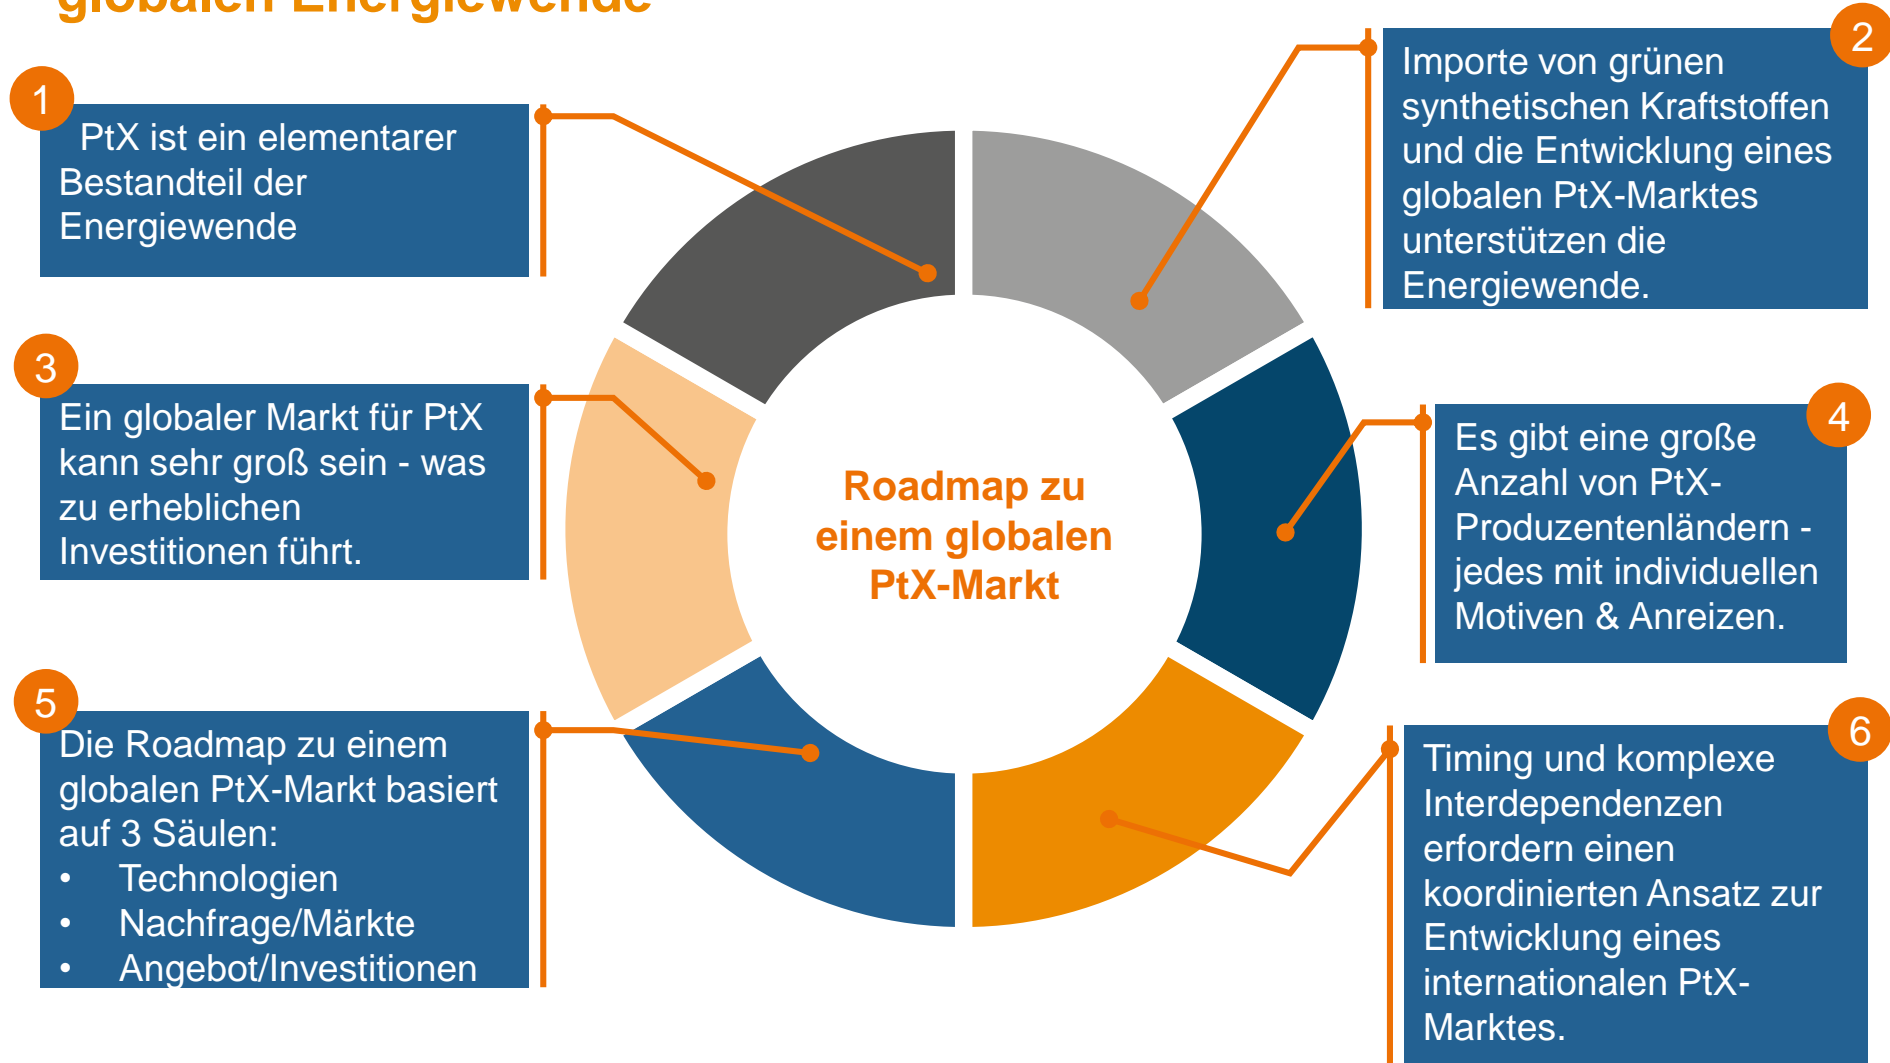 globalen Energiewende
1
PtX ist ein elementarer
Bestandteil der
Energiewende
2
Importe von grünen
synthetischen Kraftstoffen
und die Entwicklung eines
globalen PtX-Marktes
unterstützen die
Energiewende.
3
Ein globaler Markt für PtX
kann sehr groß sein - was
zu erheblichen
Investitionen führt.
4
Es gibt eine große
Anzahl von PtX-
Produzentenländern -
jedes mit individuellen
Motiven & Anreizen.
Roadmap zu
einem globalen
PtX-Markt
5
Die Roadmap zu einem
globalen PtX-Markt basiert
auf 3 Säulen:
• Technologien
• Nachfrage/Märkte
• Angebot/Investitionen
6
Timing und komplexe
Interdependenzen
erfordern einen
koordinierten Ansatz zur
Entwicklung eines
internationalen PtX-
Marktes.